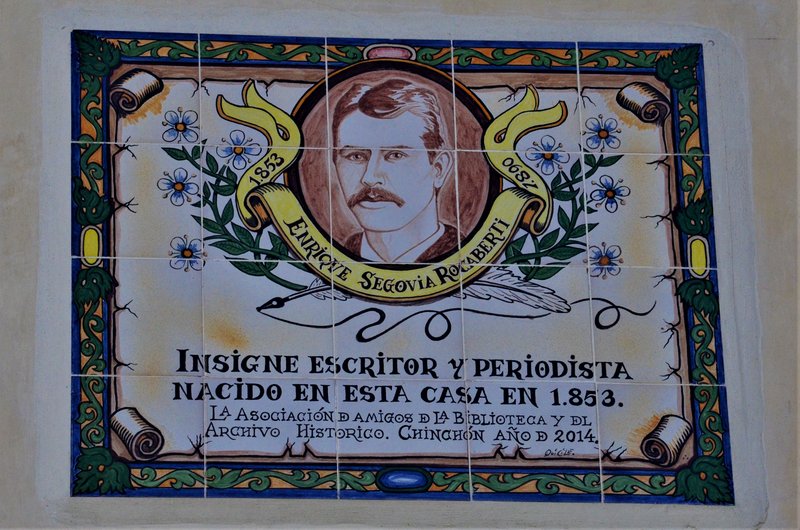 1853
1890
ENRIQUE SEGOVIA ROCABERTI
INSIGNE ESCRITOR Y PERIODISTA
NACIDO EN ESTA CASA EN 1.853.
LA ASOCIACIÓN D AMIGOS D LA BIBLIOTECA Y DL
ARCHIVO HISTORICO. CHINCHÓN AÑO D 2014.